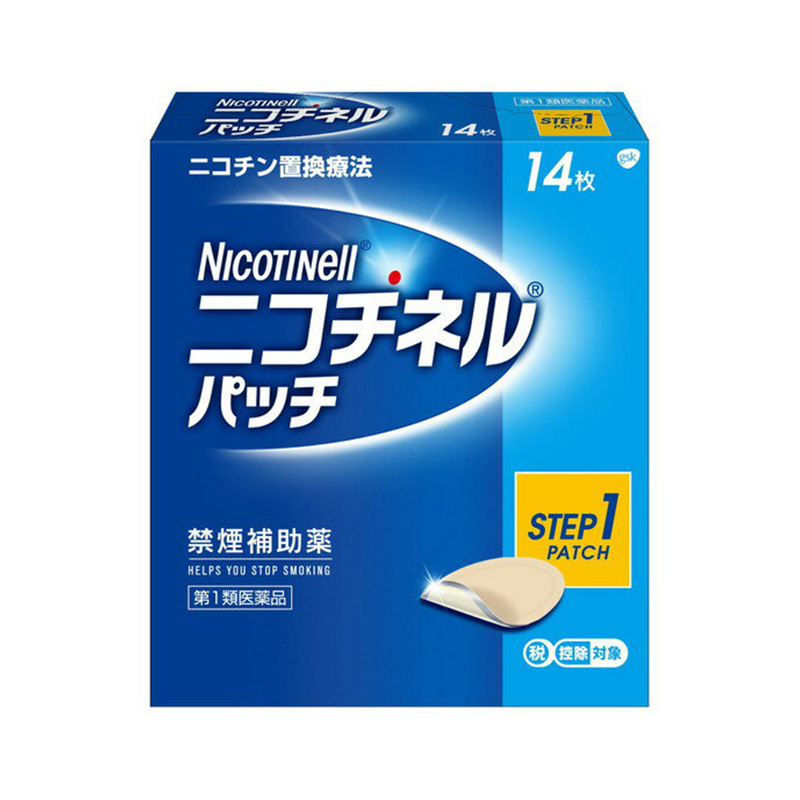 Nicotinell
ニコチネル
パッチ
14枚
第1類医薬品
STEP1
PATCH
ニコチン置換療法
14枚
gsk
NICOTINell®
ニコチネル®
パッチ
STEP1
PATCH
禁煙補助薬
HELPS YOU STOP SMOKING
第1類医薬品
税 控除 対象